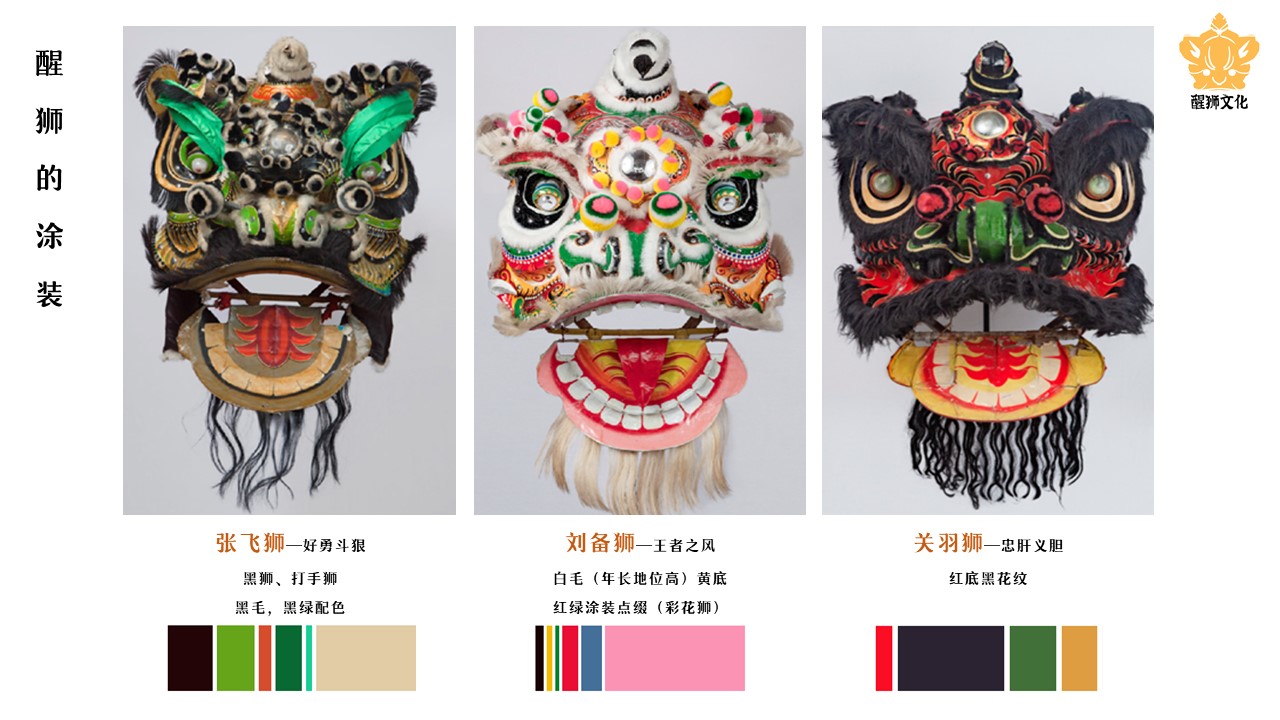 醒狮的涂装
醒狮文化
张飞狮—好勇斗狠
黑狮、打手狮
黑毛，黑绿配色
刘备狮—王者之风
白毛（年长地位高）黄底
红绿涂装点缀（彩花狮）
关羽狮—忠肝义胆
红底黑花纹